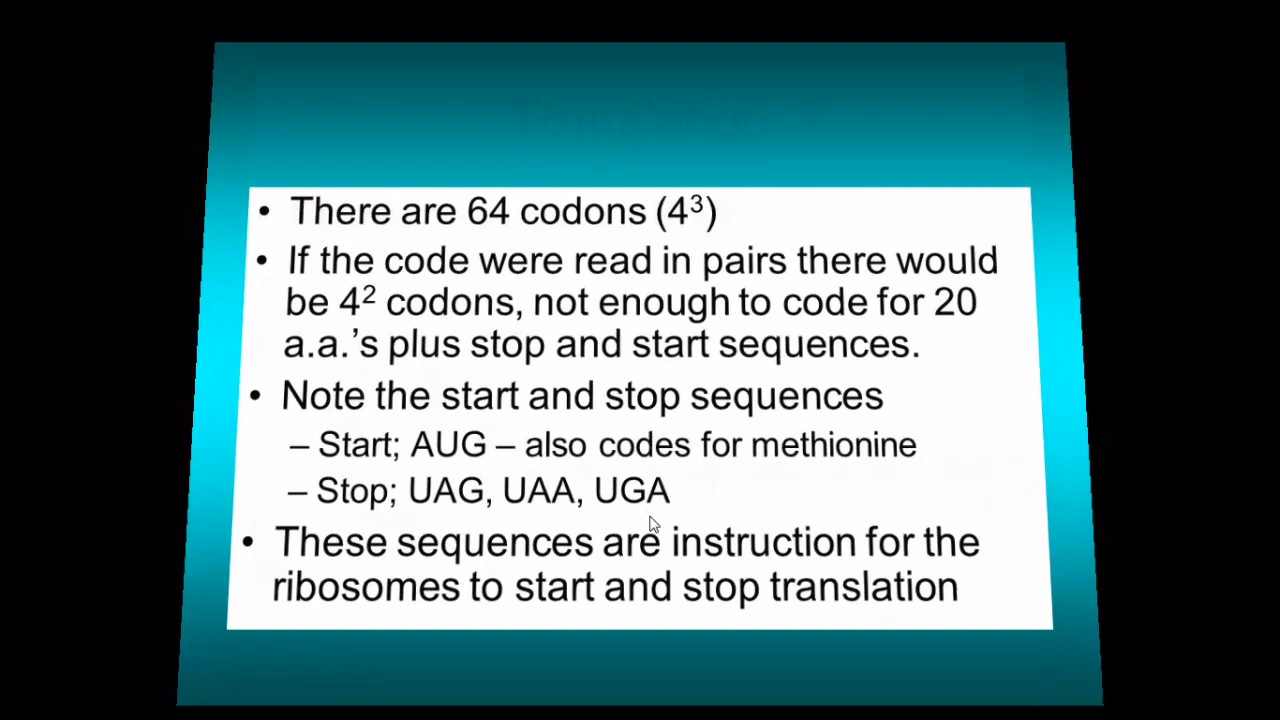 • There are 64 codons (4³)
• If the code were read in pairs there would
be 4² codons, not enough to code for 20
a.a.’s plus stop and start sequences.
• Note the start and stop sequences
– Start; AUG – also codes for methionine
– Stop; UAG, UAA, UGA
• These sequences are instruction for the
ribosomes to start and stop translation